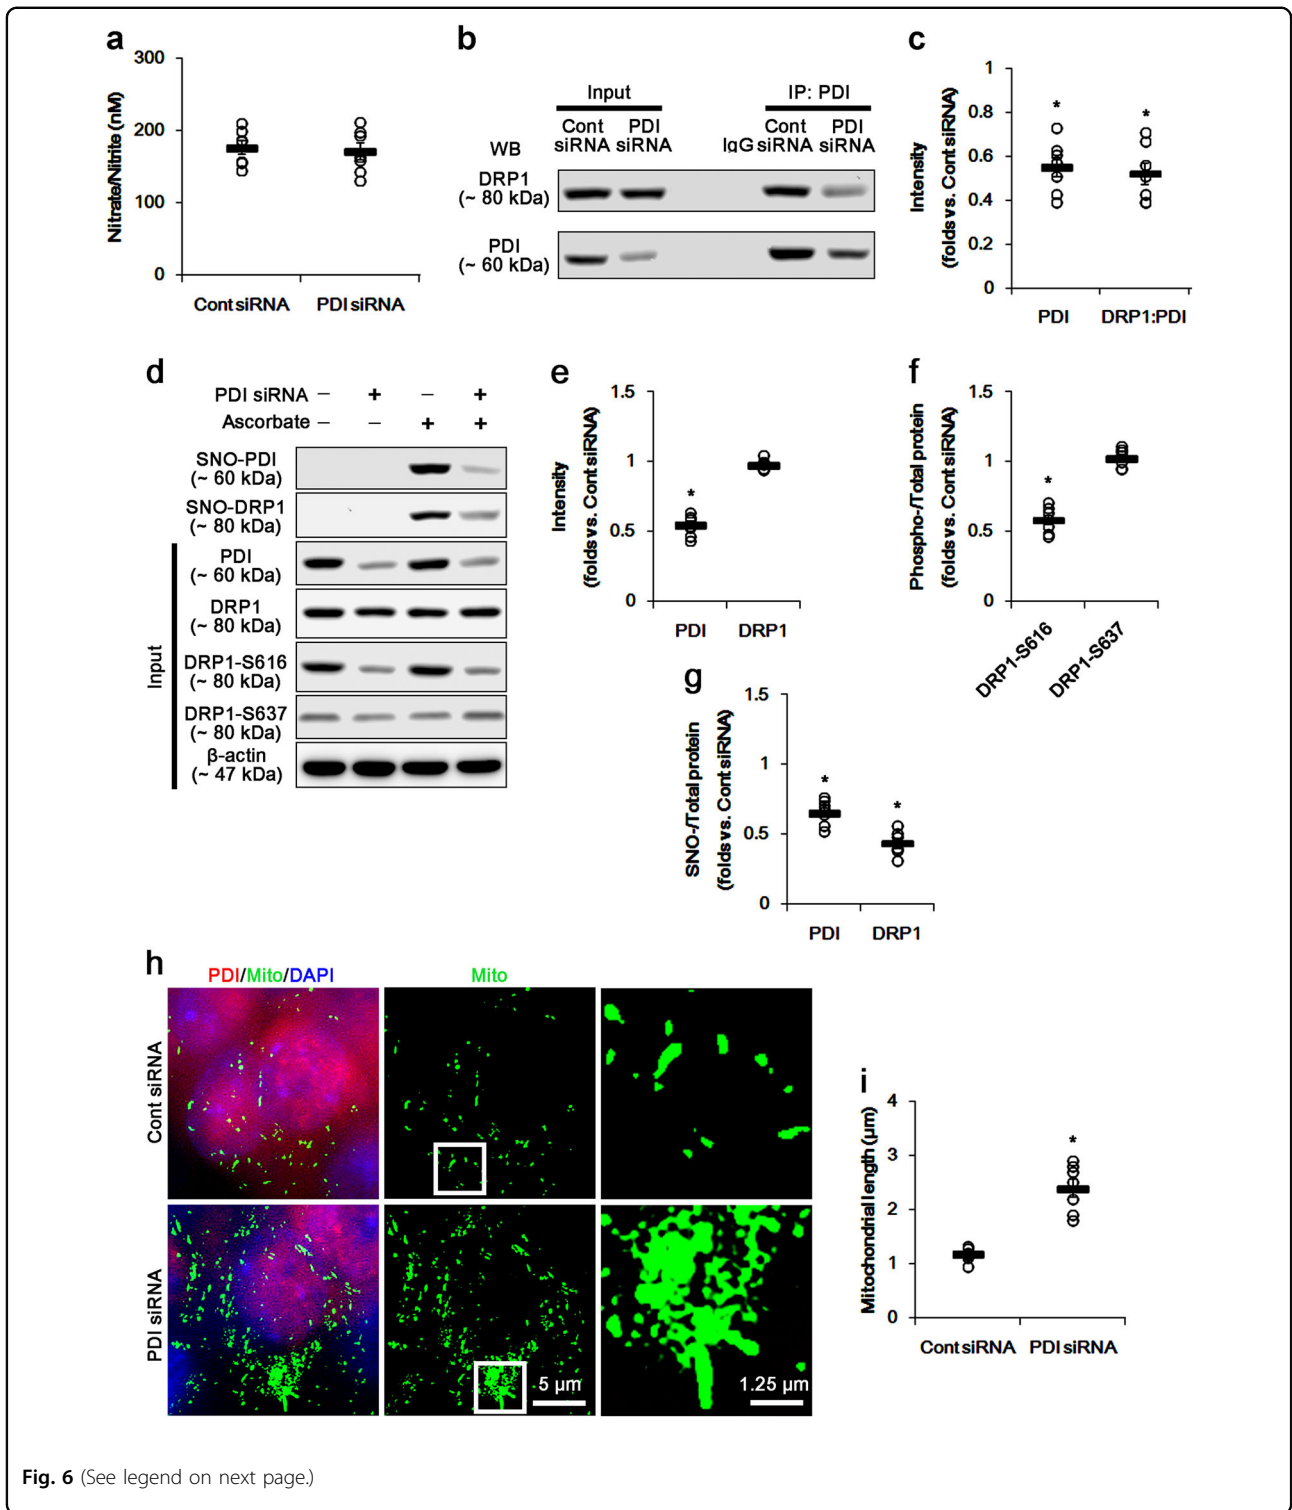 a
300
200
100
0
Nitrate/Nitrite (nM)
Cont siRNA
PDI siRNA
b
Input
IP: PDI
WB
Cont siRNA
PDI siRNA
IgG
Cont siRNA
PDI siRNA
DRP1
(~ 80 kDa)
PDI
(~ 60 kDa)
c
1
0.8
0.6
0.4
0.2
0
Intensity
(folds vs. Cont siRNA)
*
*
PDI
DRP1:PDI
d
PDI siRNA − + − +
Ascorbate − − + +
SNO-PDI
(~ 60 kDa)
SNO-DRP1
(~ 80 kDa)
Input
PDI
(~ 60 kDa)
DRP1
(~ 80 kDa)
DRP1-S616
(~ 80 kDa)
DRP1-S637
(~ 80 kDa)
β-actin
(~ 47 kDa)
e
1.5
1
0.5
0
Intensity
(folds vs. Cont siRNA)
*
PDI
DRP1
f
1.5
1
0.5
0
Phospho-/Total protein
(folds vs. Cont siRNA)
*
DRP1-S616
DRP1-S637
g
1.5
1
0.5
0
SNO-/Total protein
(folds vs. Cont siRNA)
*
*
PDI
DRP1
h
PDI/Mito/DAPI
Mito
Cont siRNA
PDI siRNA
5 µm
1.25 µm
i
4
3
2
1
0
Mitochondrial length (µm)
*
Cont siRNA
PDI siRNA
Fig. 6 (See legend on next page.)